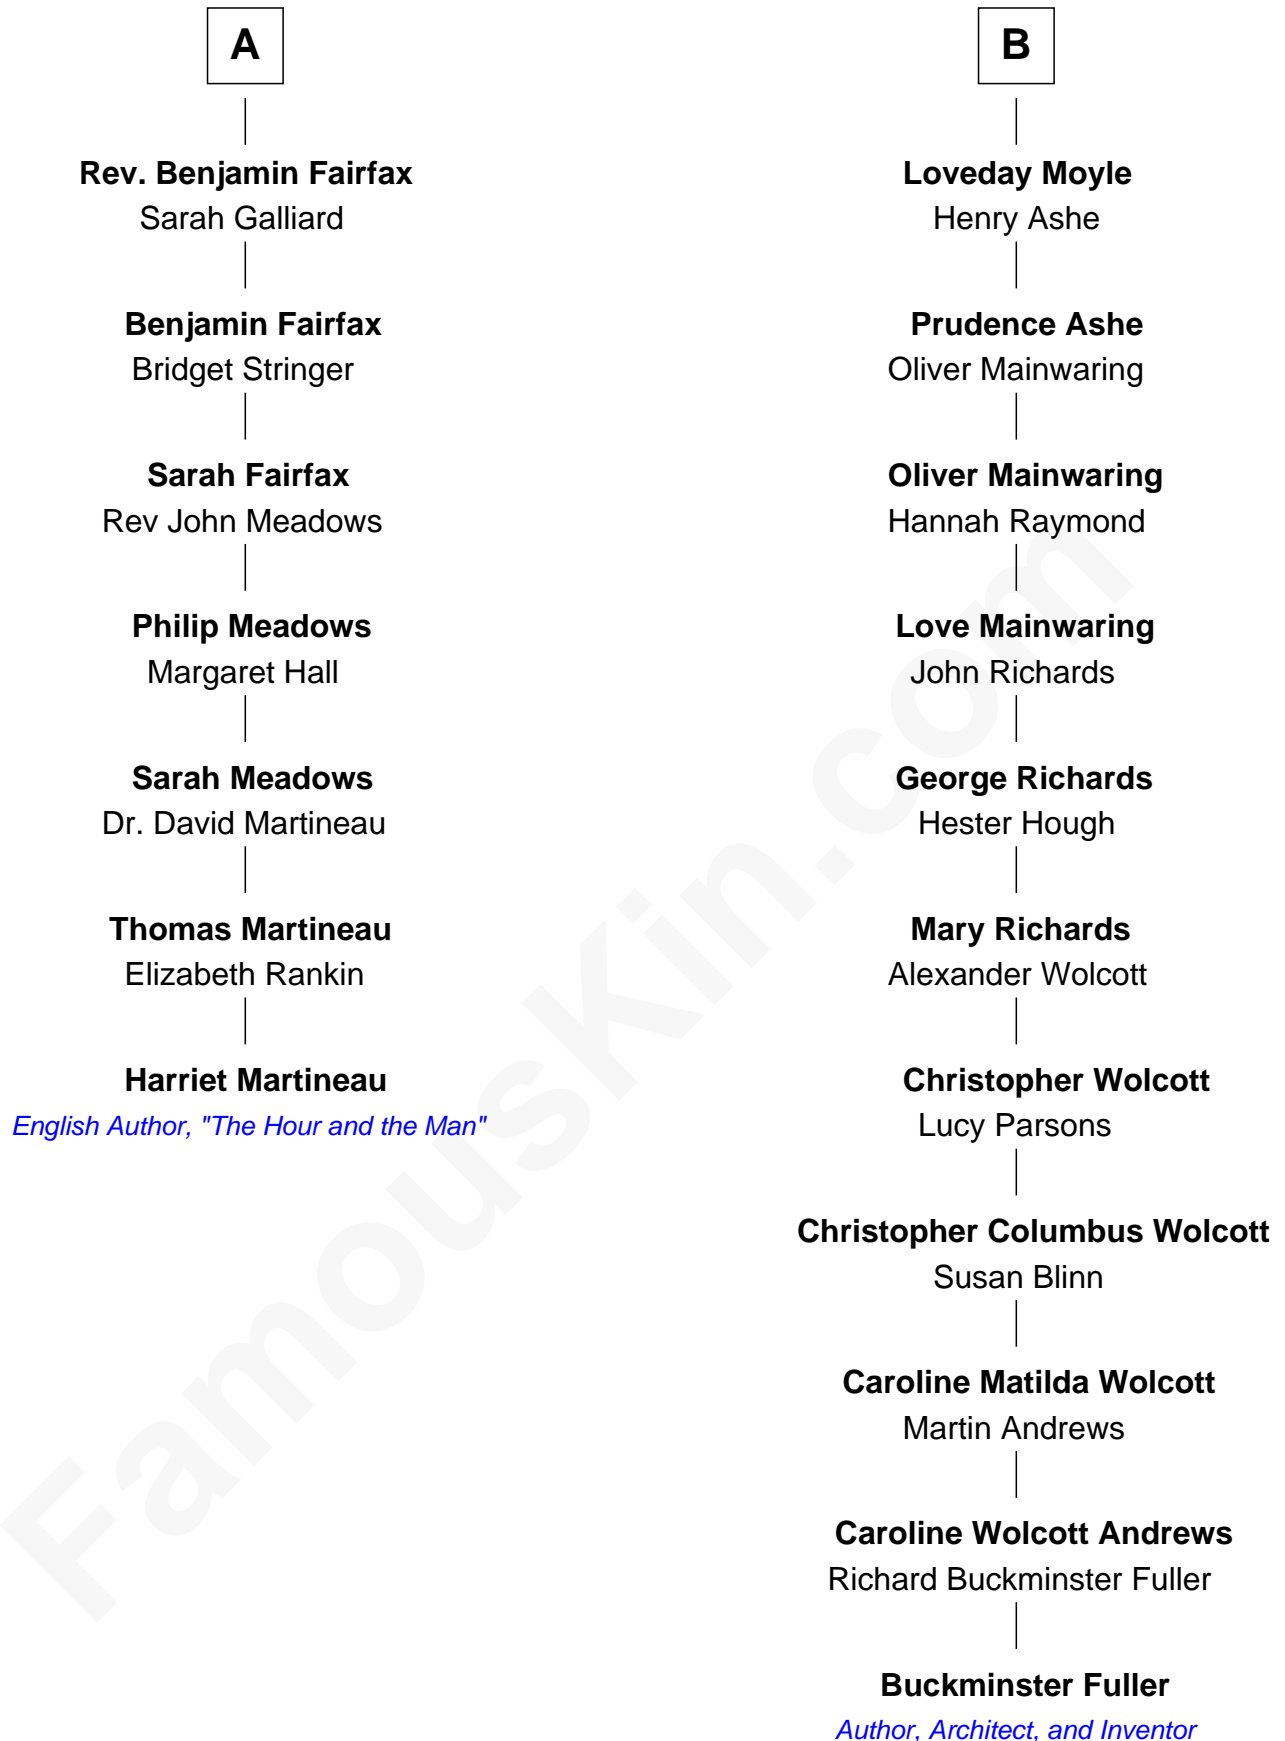 A
Rev. Benjamin Fairfax
Sarah Galliard
Benjamin Fairfax
Bridget Stringer
Sarah Fairfax
Rev John Meadows
Philip Meadows
Margaret Hall
Sarah Meadows
Dr. David Martineau
Thomas Martineau
Elizabeth Rankin
Harriet Martineau
English Author, "The Hour and the Man"
B
Loveday Moyle
Henry Ashe
Prudence Ashe
Oliver Mainwaring
Oliver Mainwaring
Hannah Raymond
Love Mainwaring
John Richards
George Richards
Hester Hough
Mary Richards
Alexander Wolcott
Christopher Wolcott
Lucy Parsons
Christopher Columbus Wolcott
Susan Blinn
Caroline Matilda Wolcott
Martin Andrews
Caroline Wolcott Andrews
Richard Buckminster Fuller
Buckminster Fuller
Author, Architect, and Inventor
FamousKin.com